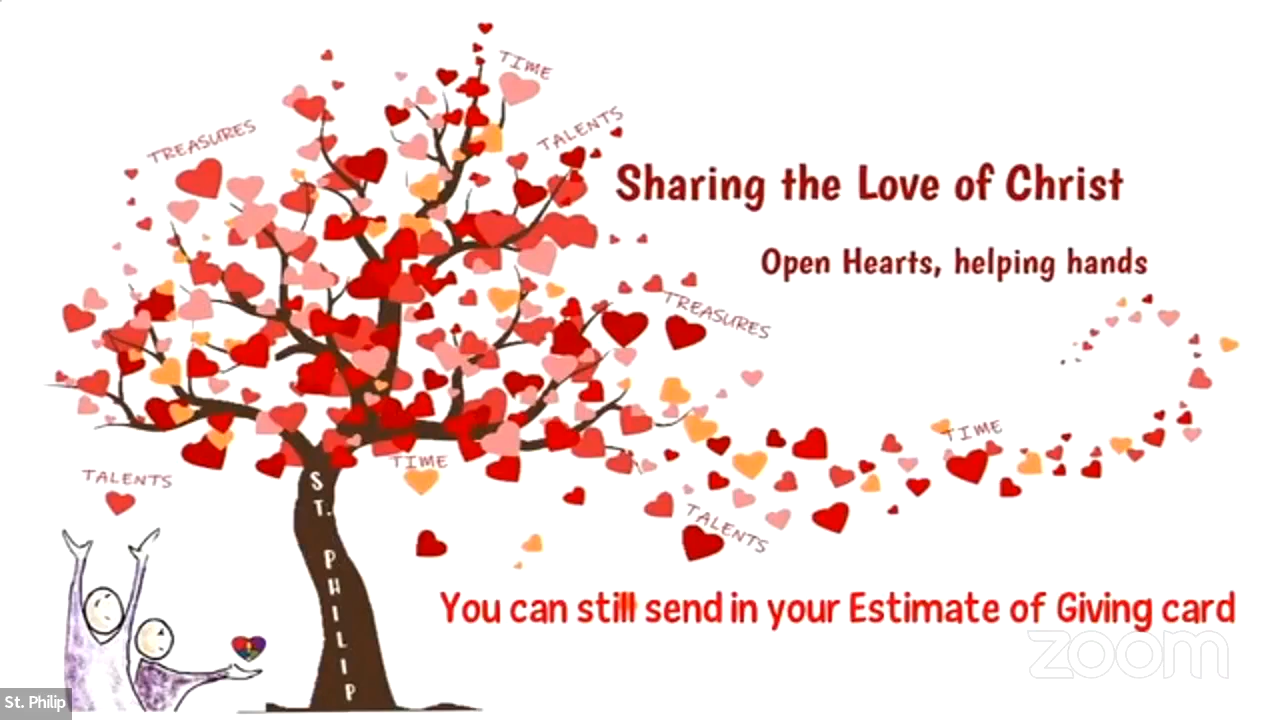 TIME
TREASURES
TALENTS
Sharing the Love of Christ
Open Hearts, helping hands
TREASURES
TIME
TIME
TALENTS
TALENTS
ST. PHILIP
You can still send in your Estimate of Giving card
zoom
St. Philip